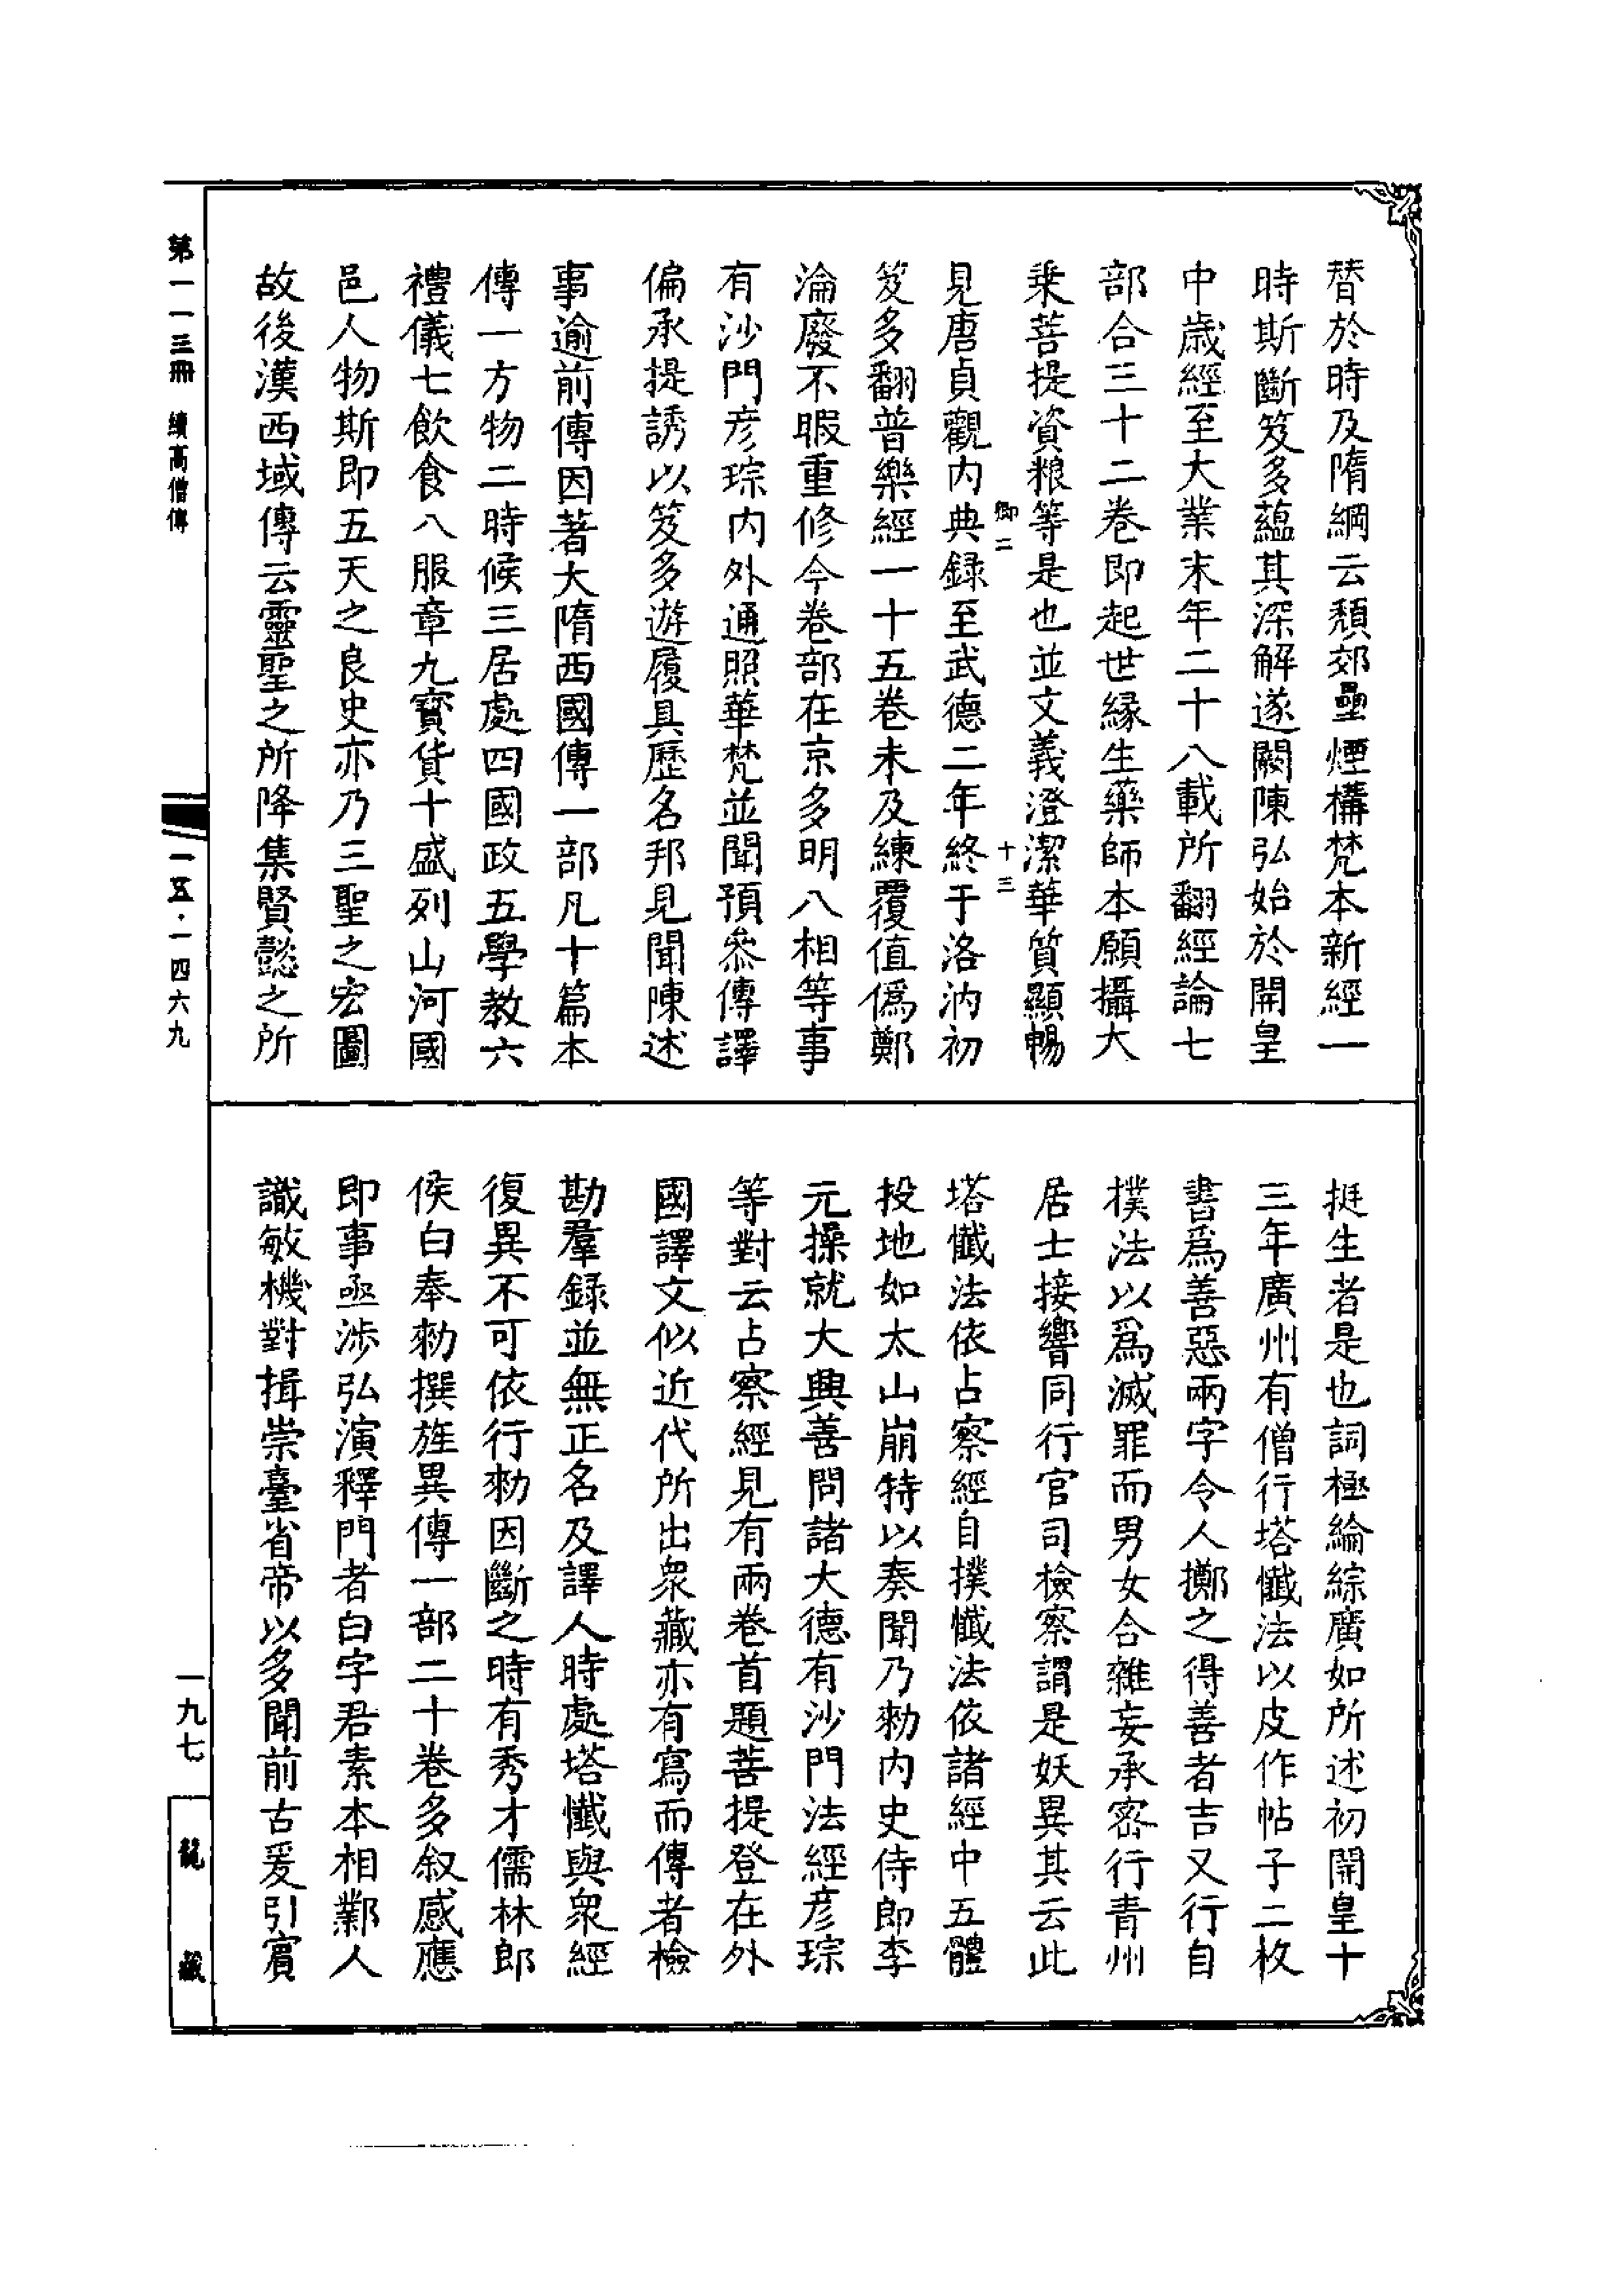 替於時及隋綱云頹郊壘煙構梵本新經一
時斯斷笈多蘊其深解遂闕陳弘始於開皇
中歲經至大業末年二十八載所翻經論七
部合三十二卷即起世緣生藥師本願攝大
乗菩提資粮等是也並文義澄潔華質顯暢
卿二
十三
見唐貞觀內典録至武德二年終于洛汭初
笈多翻普樂經一十五卷未及練覆值僞鄭
淪廢不暇重修今卷部在京多明八相等事
有沙門彦琮內外通照華梵並聞預叅傳譯
偏承提誘以笈多遊履具歷名邦見聞陳述
事逾前傳因著大隋西國傳一部凡十篇本
傳一方物二時候三居處四國政五學教六
禮儀七飲食八服章九寳貨十盛列山河國
邑人物斯即五天之良史亦乃三聖之宏圖
故後漢西域傳云靈聖之所降集賢懿之所
挺生者是也詞極綸綜廣如所述初開皇十
三年廣州有僧行塔懺法以皮作帖子二枚
書爲善惡兩字令人擲之得善者吉又行自
撲法以爲滅罪而男女合雜妄承密行青州
居士接響同行官司檢察謂是妖異其云此
塔懺法依占察經自撲懺法依諸經中五體
投地如太山崩特以奏聞乃勑內史侍郎李
元操就大興善問諸大德有沙門法經彦琮
等對云占察經見有兩卷首題菩提登在外
國譯文似近代所出衆藏亦有寫而傳者檢
勘羣録並無正名及譯人時處塔懺與衆經
復異不可依行勑因斷之時有秀才儒林郎
侯白奉勑撰旌異傳一部二十卷多叙感應
即事亟涉弘演釋門者白字君素本相鄴人
識敏機對揖崇臺省帝以多聞前古爰引賓
第一一三冊 續高僧傳
一五·一四六九
一九七
龍藏